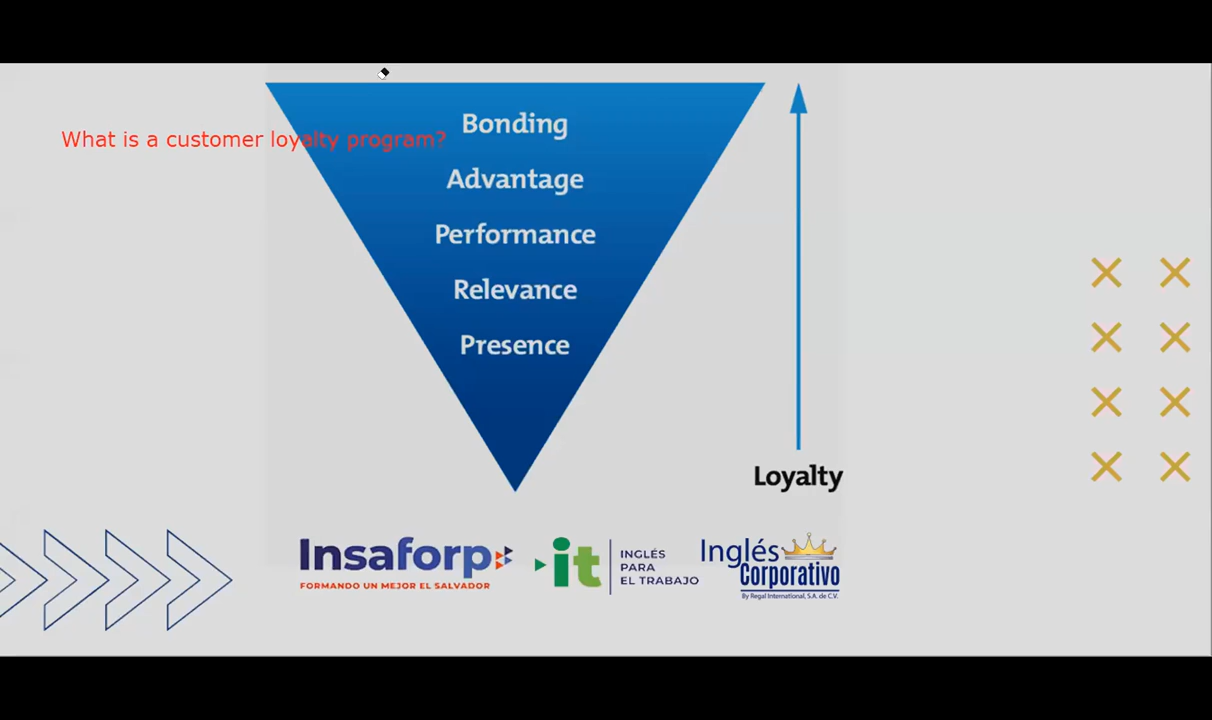 What is a customer loyalty program?
Bonding
Advantage
Performance
Relevance
Presence
Loyalty
Insaforp
FORMANDO UN MEJOR EL SALVADOR
it
INGLÉS
PARA
EL TRABAJO
Inglés
Corporativo
By Regal International, S.A. de C.V.